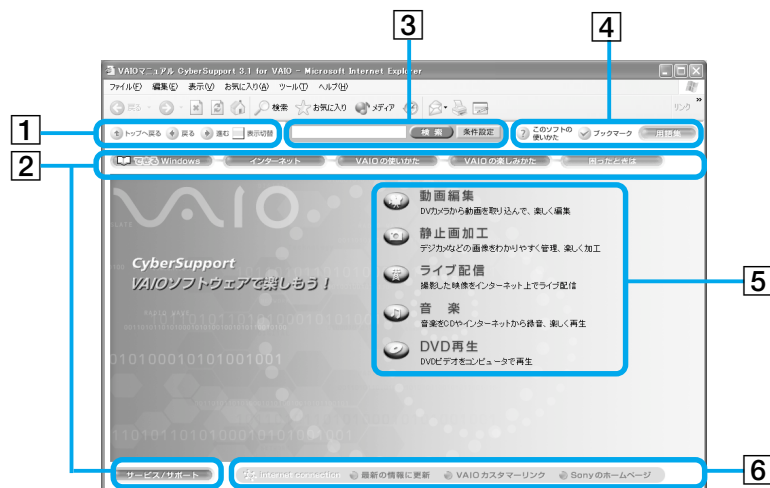 3
4
VAIOマニュアル CyberSupport 3.1 for VAIO - Microsoft Internet Explorer
ファイル(F) 編集(E) 表示(V) お気に入り(A) ツール(T) ヘルプ(H)
戻る 検索 お気に入り メディア リンク »
1
トップへ戻る 戻る 進む 表示切替 検索 条件設定 このソフトの使いかた ブックマーク 用語集
2
できる Windows インターネット VAIOの使いかた VAIOの楽しみかた 困ったときは
VAIO
動画編集
DVカメラから動画を取り込んで、楽しく編集
静止画加工
デジカメなどの画像をわかりやすく管理、楽しく加工
CyberSupport
VAIOソフトウェアで楽しもう!
ライブ配信
撮影した映像をインターネット上でライブ配信
5
音 楽
音楽をCDやインターネットから録音、楽しく再生
DVD再生
DVDビデオをコンピュータで再生
0101000101010001001
サービス/サポート Internet connection 最新の情報に更新 VAIOカスタマーリンク Sonyのホームページ
6